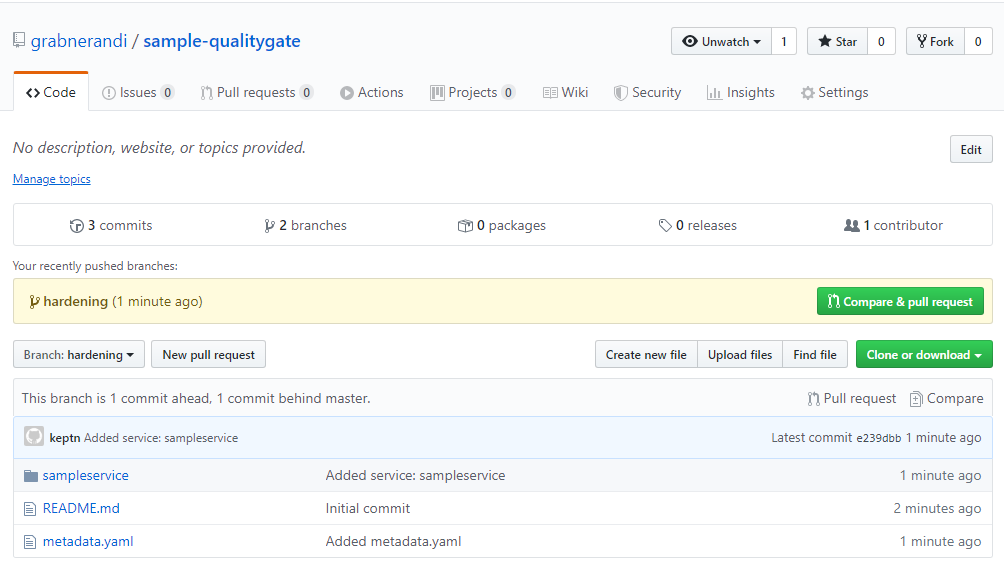 grabnerandi / sample-qualitygate Unwatch 1 Star 0 Fork 0
Code Issues 0 Pull requests 0 Actions Projects 0 Wiki Security Insights Settings
No description, website, or topics provided. Edit
Manage topics
3 commits 2 branches 0 packages 0 releases 1 contributor
Your recently pushed branches:
hardening (1 minute ago) Compare & pull request
Branch: hardening New pull request Create new file Upload files Find file Clone or download
This branch is 1 commit ahead, 1 commit behind master. Pull request Compare
keptn Added service: sampleservice Latest commit e239dbb 1 minute ago
sampleservice Added service: sampleservice 1 minute ago
README.md Initial commit 2 minutes ago
metadata.yaml Added metadata.yaml 1 minute ago